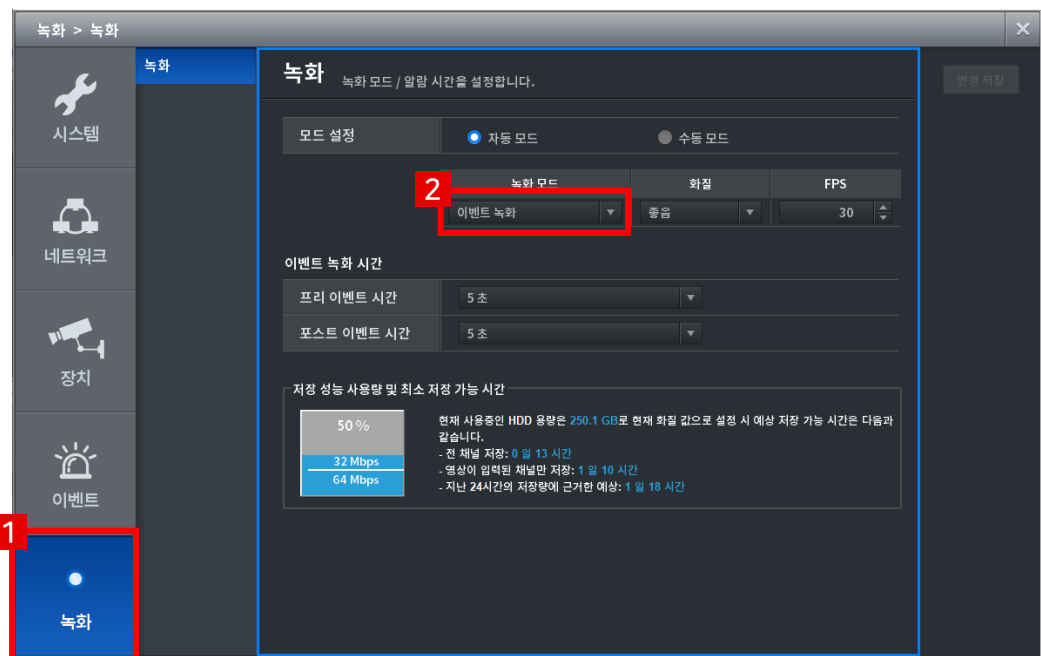 녹화 > 녹화
시스템
네트워크
장치
이벤트
1
녹화
녹화
녹화 녹화 모드 / 알람 시간을 설정합니다.
변경 저장
모드 설정 자동 모드 수동 모드
2 녹화 모드 화질 FPS
이벤트 녹화 좋음 30
이벤트 녹화 시간
프리 이벤트 시간 5 초
포스트 이벤트 시간 5 초
저장 성능 사용량 및 최소 저장 가능 시간
50 %
32 Mbps
64 Mbps
현재 사용중인 HDD 용량은 250.1 GB로 현재 화질 값으로 설정 시 예상 저장 가능 시간은 다음과
같습니다.
- 전 채널 저장: 0 일 13 시간
- 영상이 입력된 채널만 저장: 1 일 10 시간
- 지난 24시간의 저장량에 근거한 예상: 1 일 18 시간